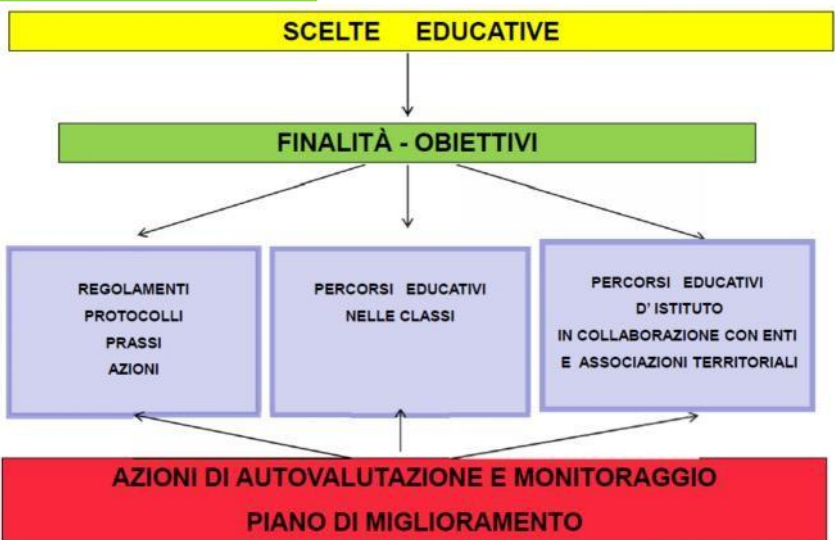 SCELTE EDUCATIVE
FINALITÀ - OBIETTIVI
REGOLAMENTI
PROTOCOLLI
PRASSI
AZIONI
PERCORSI EDUCATIVI
NELLE CLASSI
PERCORSI EDUCATIVI
D' ISTITUTO
IN COLLABORAZIONE CON ENTI
E ASSOCIAZIONI TERRITORIALI
AZIONI DI AUTOVALUTAZIONE E MONITORAGGIO
PIANO DI MIGLIORAMENTO